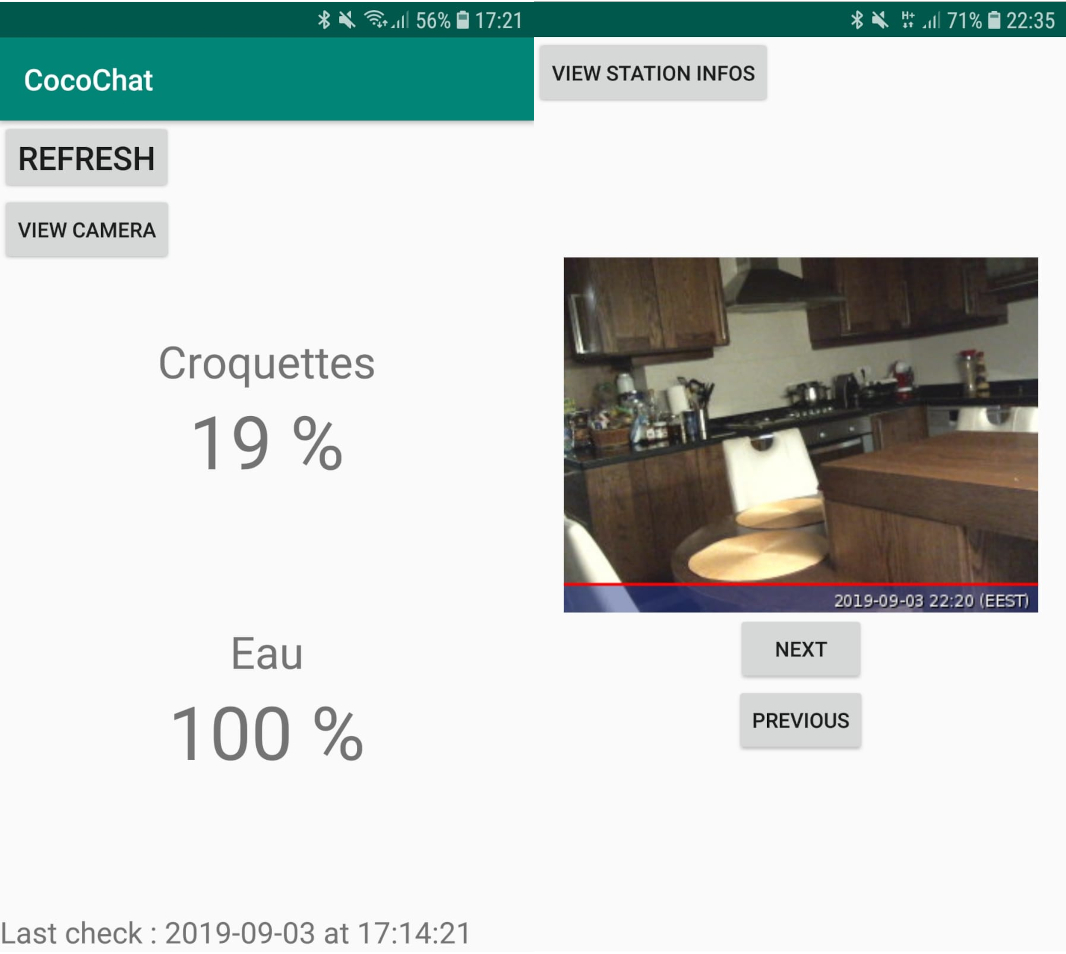 56% 17:21
CocoChat
REFRESH
VIEW CAMERA
Croquettes
19 %
Eau
100 %
Last check : 2019-09-03 at 17:14:21
H+ 71% 22:35
VIEW STATION INFOS
2019-09-03 22:20 (EEST)
NEXT
PREVIOUS